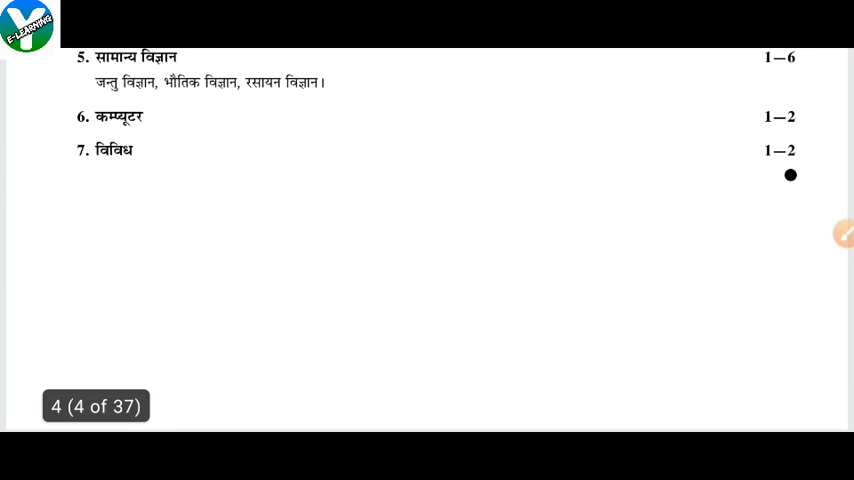 Y
E-LEARNING
5. सामान्य विज्ञान 1—6
जन्तु विज्ञान, भौतिक विज्ञान, रसायन विज्ञान।
6. कम्प्यूटर 1—2
7. विविध 1—2
4 (4 of 37)